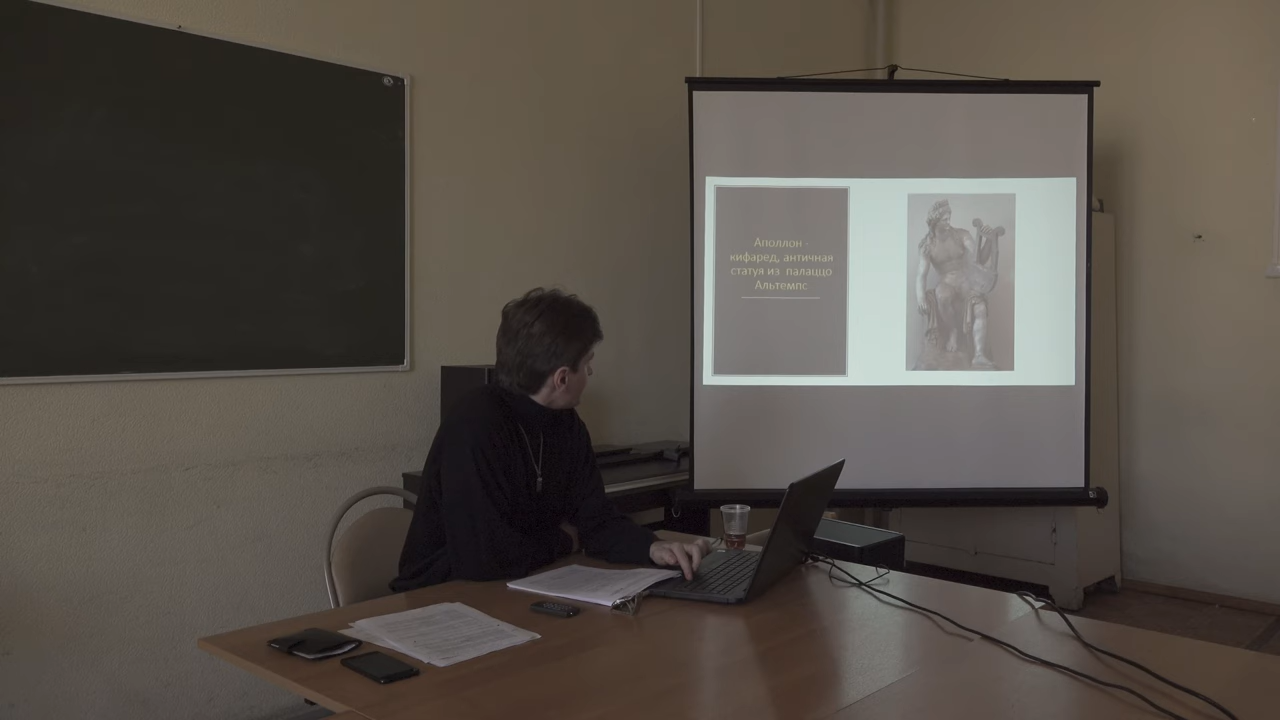 Аполлон -
кифаред, античная
статуя из палаццо
Альтемпс